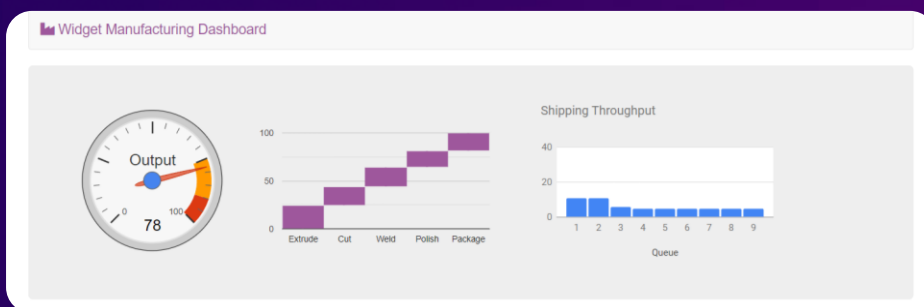 Widget Manufacturing Dashboard
Output
0
100
78
100
50
0
Extrude Cut Weld Polish Package
Shipping Throughput
40
20
0
1 2 3 4 5 6 7 8 9
Queue